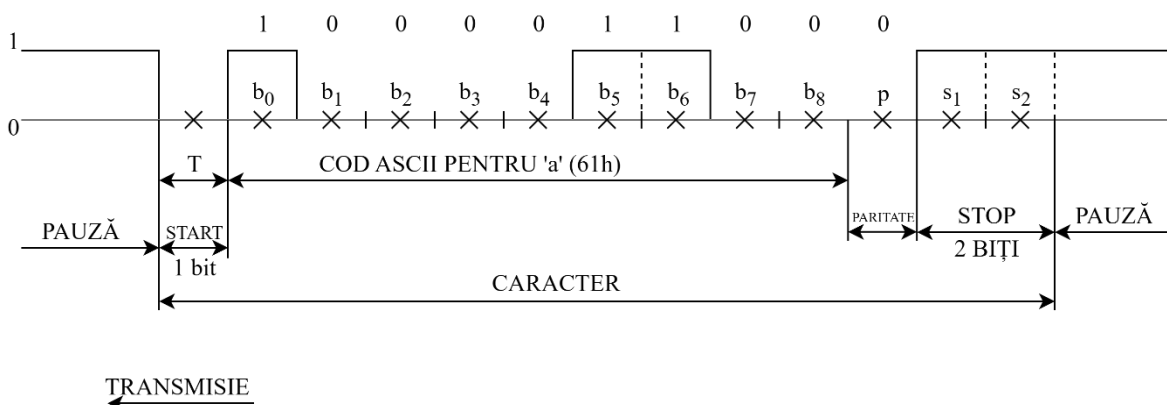 1 0 0 0 0 1 1 0 0 0
1
b0 b1 b2 b3 b4 b5 b6 b7 b8 p s1 s2
0
T COD ASCII PENTRU 'a' (61h)
PAUZĂ START PARITATE STOP PAUZĂ
1 bit 2 BIȚI
CARACTER
TRANSMISIE